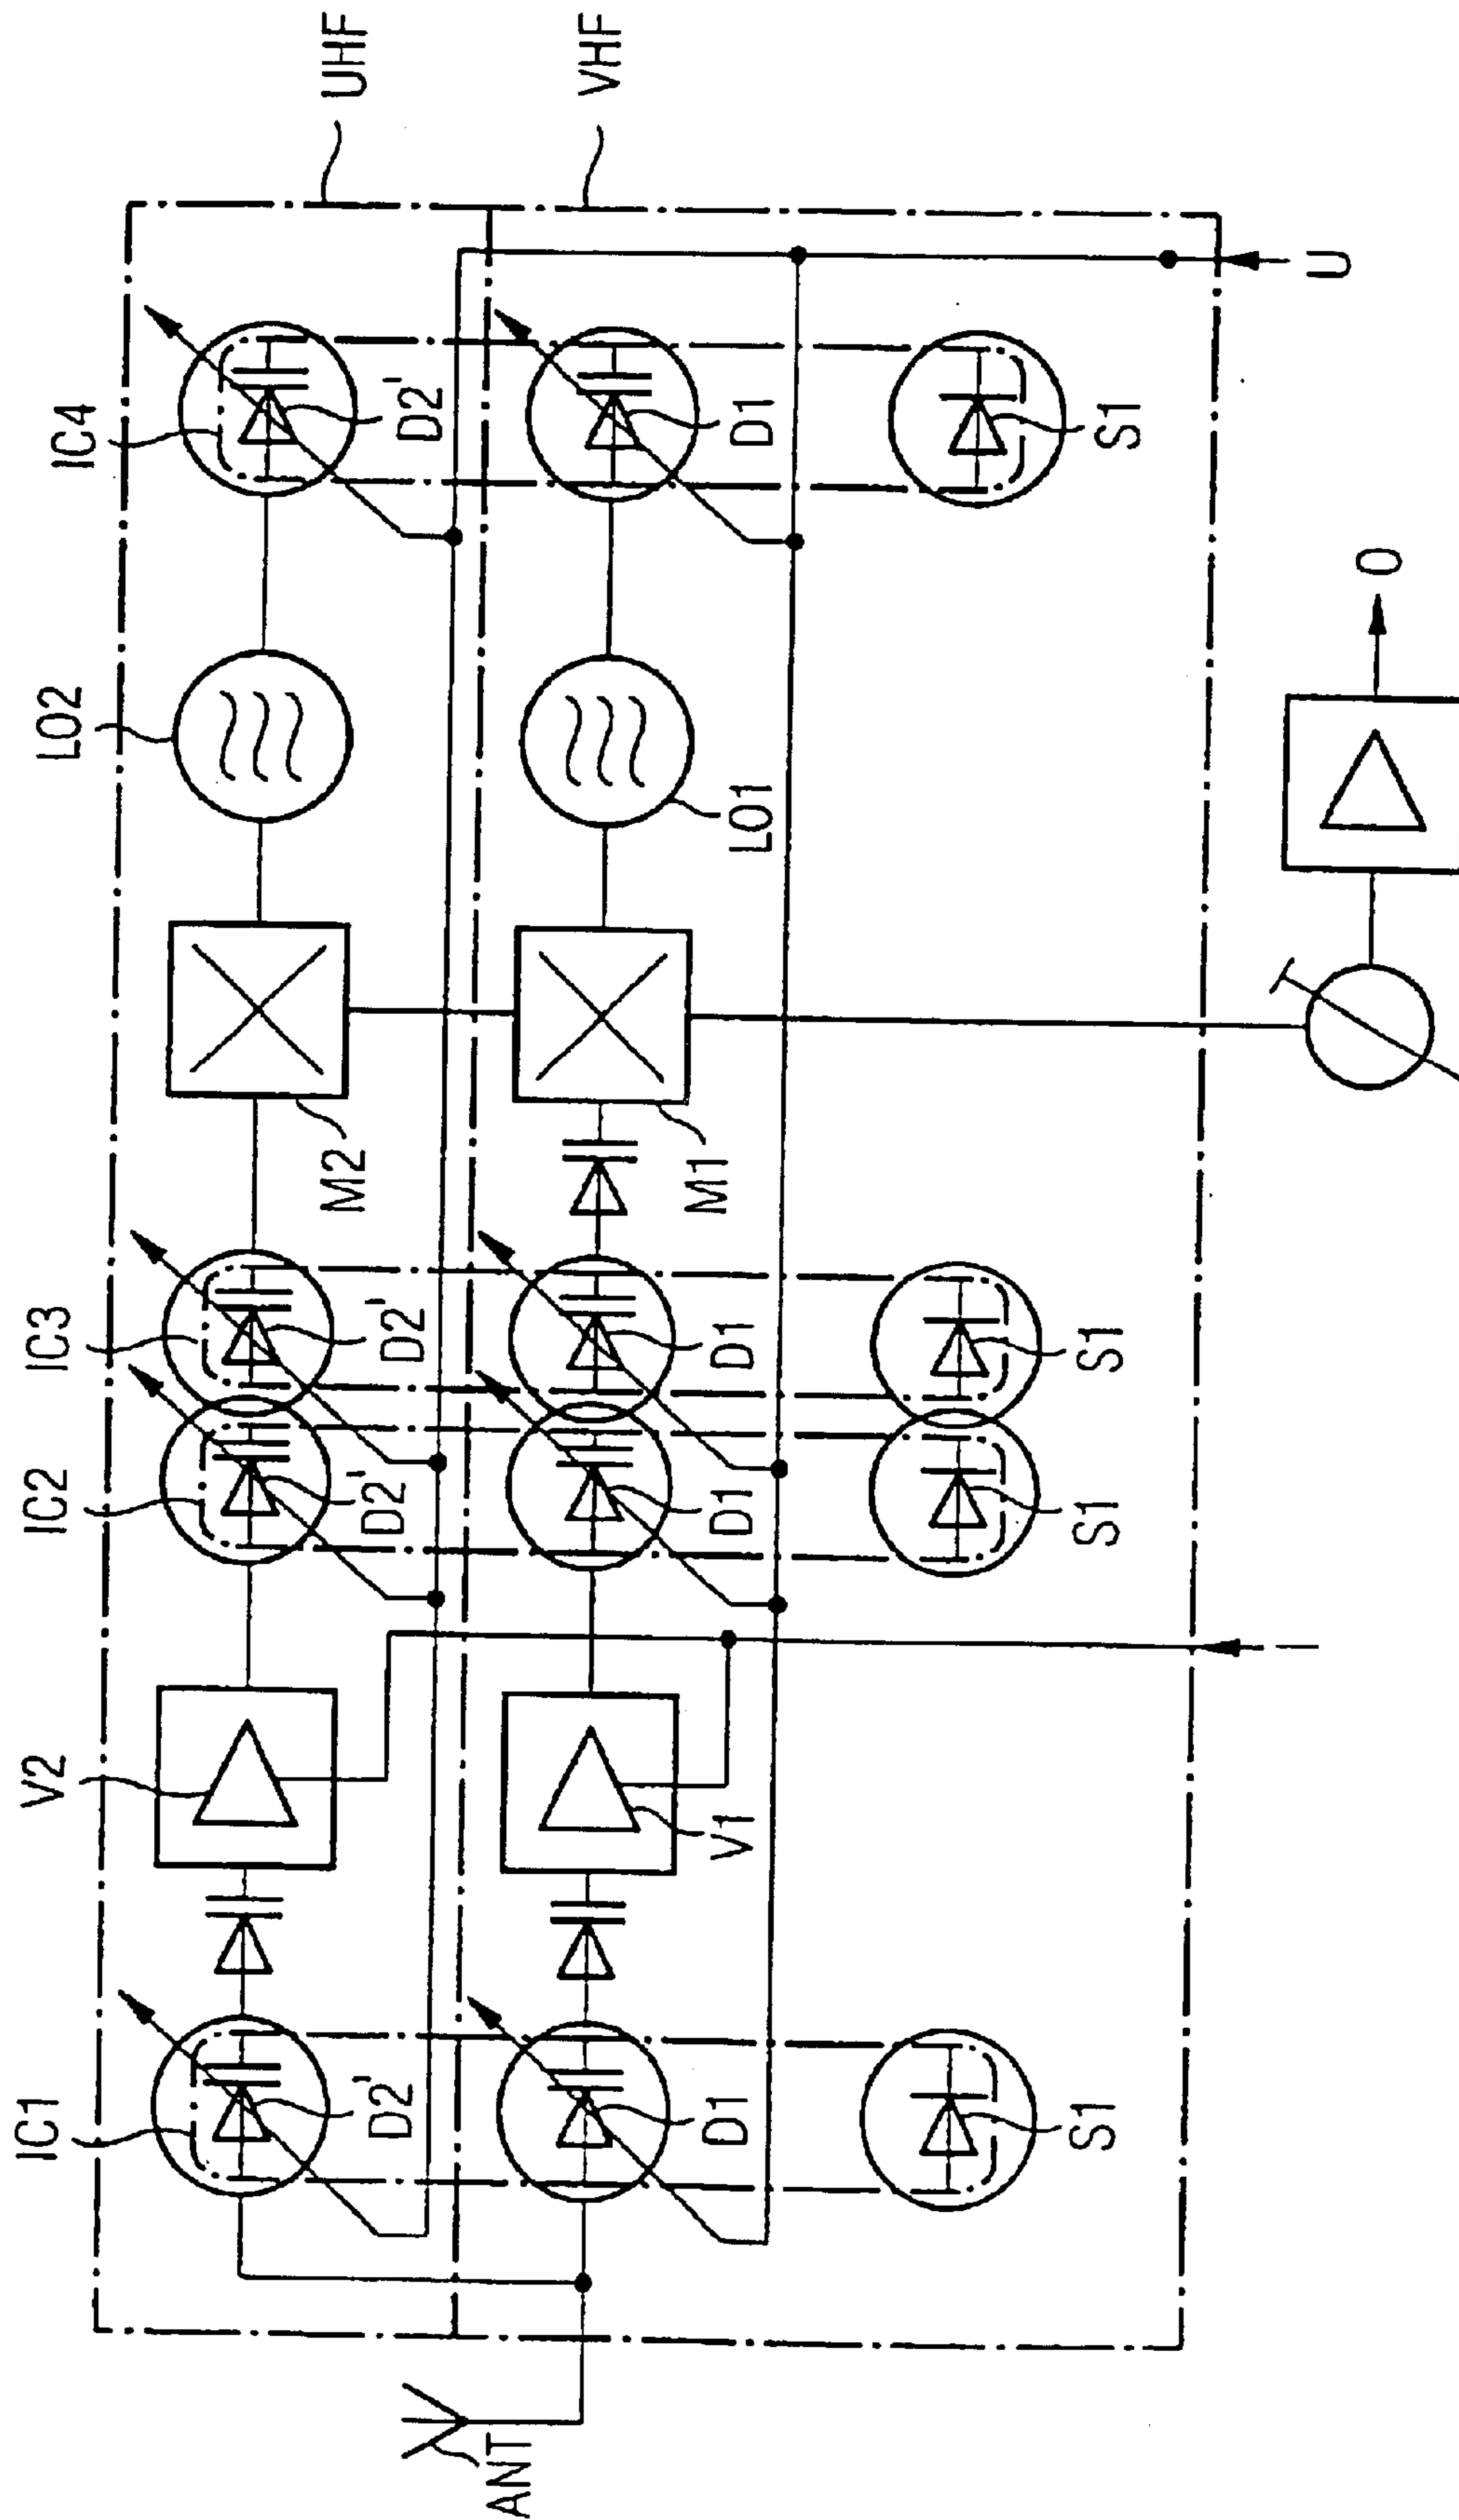 UHF
VHF
IC4
D2'
D1
S1
U
LO2
LO1
O
M2
M1
IC3
D2'
D1
S1
IC2
D2'
D1
S1
V2
V1
IC1
D2'
D1
S1
ANT